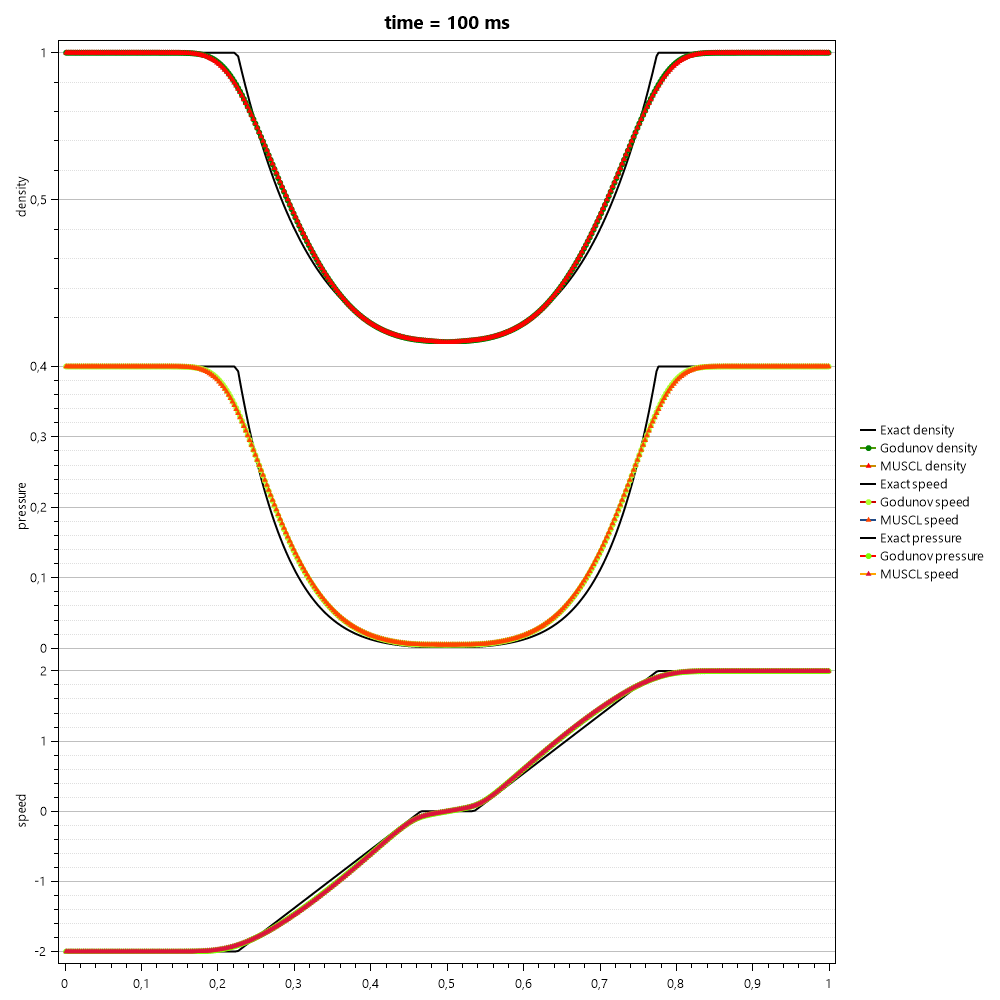 time = 100 ms
1
0,5
density
0,4
0,3
0,2
0,1
0
pressure
2
1
0
-1
-2
speed
0
0,1
0,2
0,3
0,4
0,5
0,6
0,7
0,8
0,9
1
Exact density
Godunov density
MUSCL density
Exact speed
Godunov speed
MUSCL speed
Exact pressure
Godunov pressure
MUSCL speed